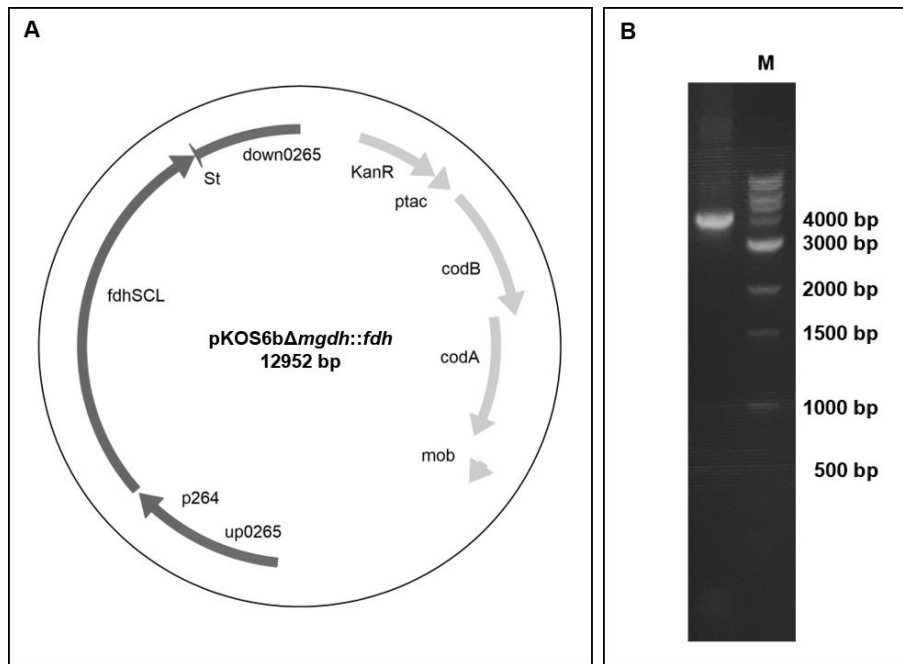 A
down0265
St
KanR
ptac
fdhSCL
codB
pKOS6bΔmgdh::fdh
12952 bp
codA
mob
p264
up0265
B
M
4000 bp
3000 bp
2000 bp
1500 bp
1000 bp
500 bp